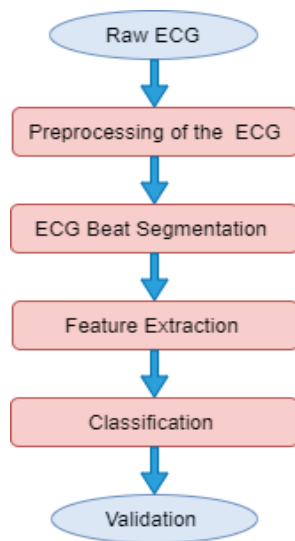 Raw ECG
Preprocessing of the ECG
ECG Beat Segmentation
Feature Extraction
Classification
Validation